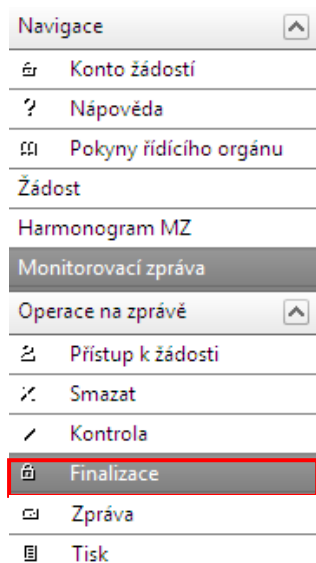 Navigace
Konto žádostí
? Nápověda
Pokyny řídícího orgánu
Žádost
Harmonogram MZ
Monitorovací zpráva
Operace na zprávě
Přístup k žádosti
Smazat
Kontrola
Finalizace
Zpráva
Tisk